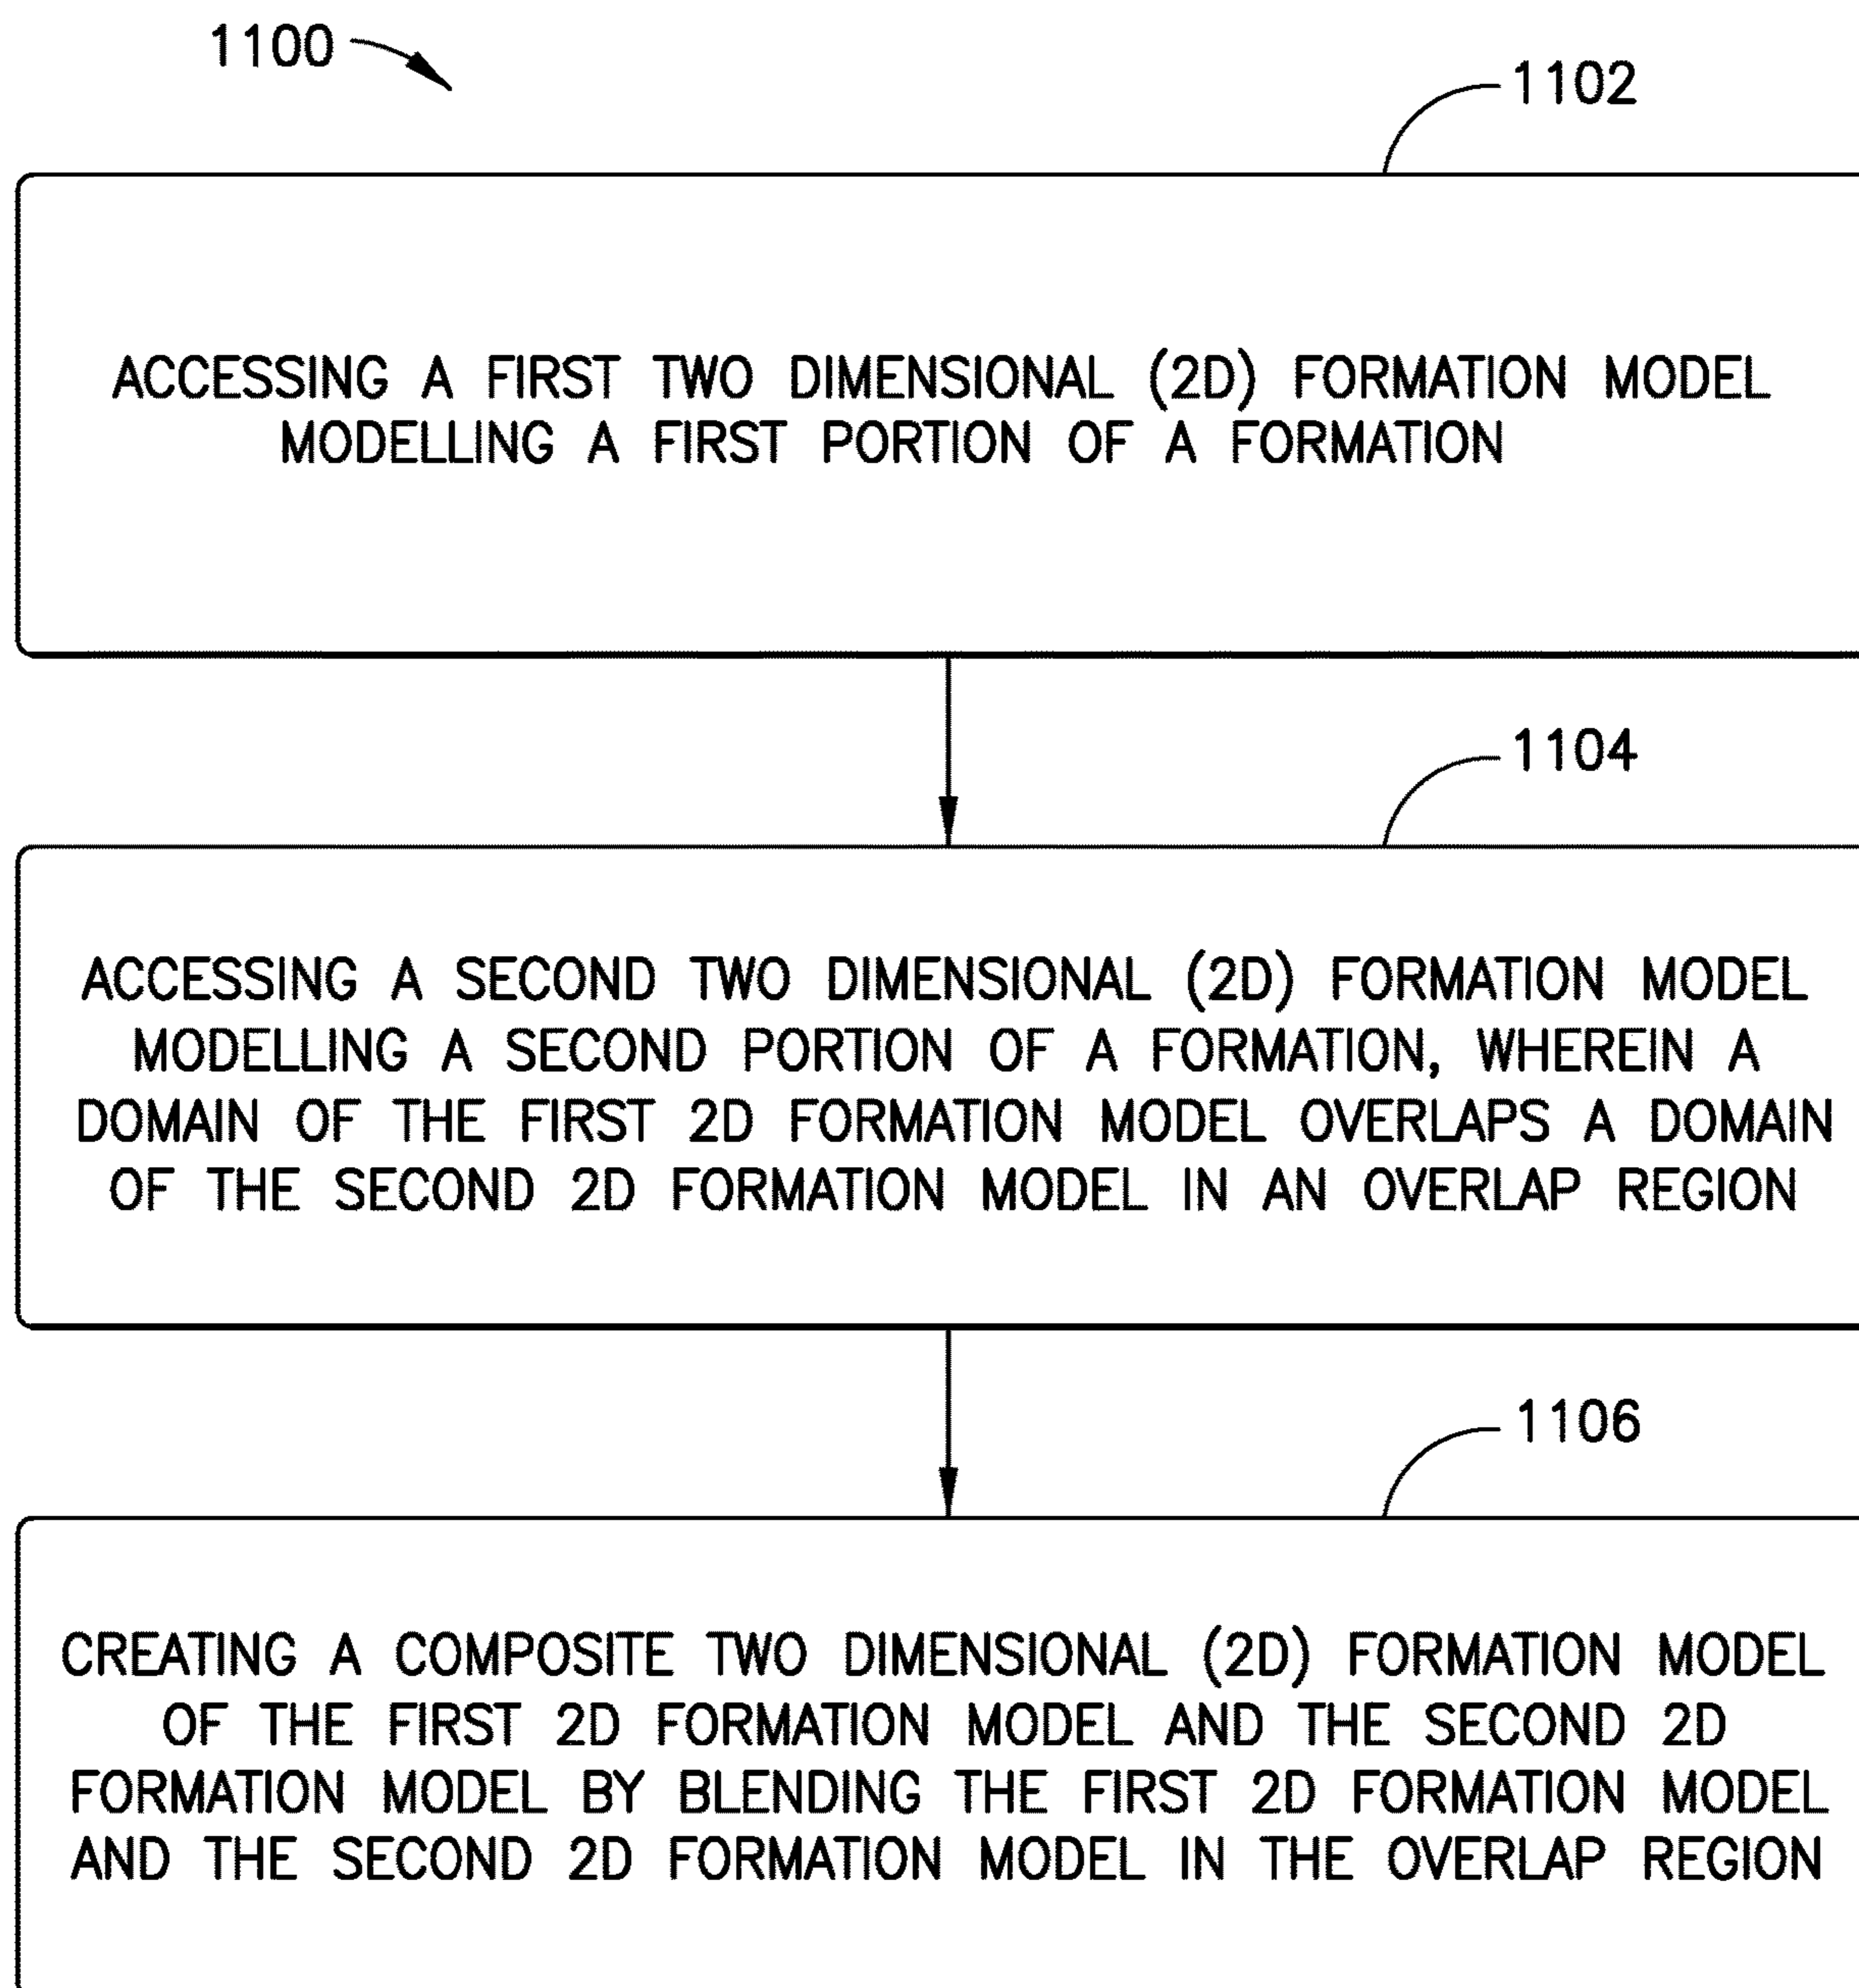 1100
1102
ACCESSING A FIRST TWO DIMENSIONAL (2D) FORMATION MODEL
MODELLING A FIRST PORTION OF A FORMATION
1104
ACCESSING A SECOND TWO DIMENSIONAL (2D) FORMATION MODEL
MODELLING A SECOND PORTION OF A FORMATION, WHEREIN A
DOMAIN OF THE FIRST 2D FORMATION MODEL OVERLAPS A DOMAIN
OF THE SECOND 2D FORMATION MODEL IN AN OVERLAP REGION
1106
CREATING A COMPOSITE TWO DIMENSIONAL (2D) FORMATION MODEL
OF THE FIRST 2D FORMATION MODEL AND THE SECOND 2D
FORMATION MODEL BY BLENDING THE FIRST 2D FORMATION MODEL
AND THE SECOND 2D FORMATION MODEL IN THE OVERLAP REGION